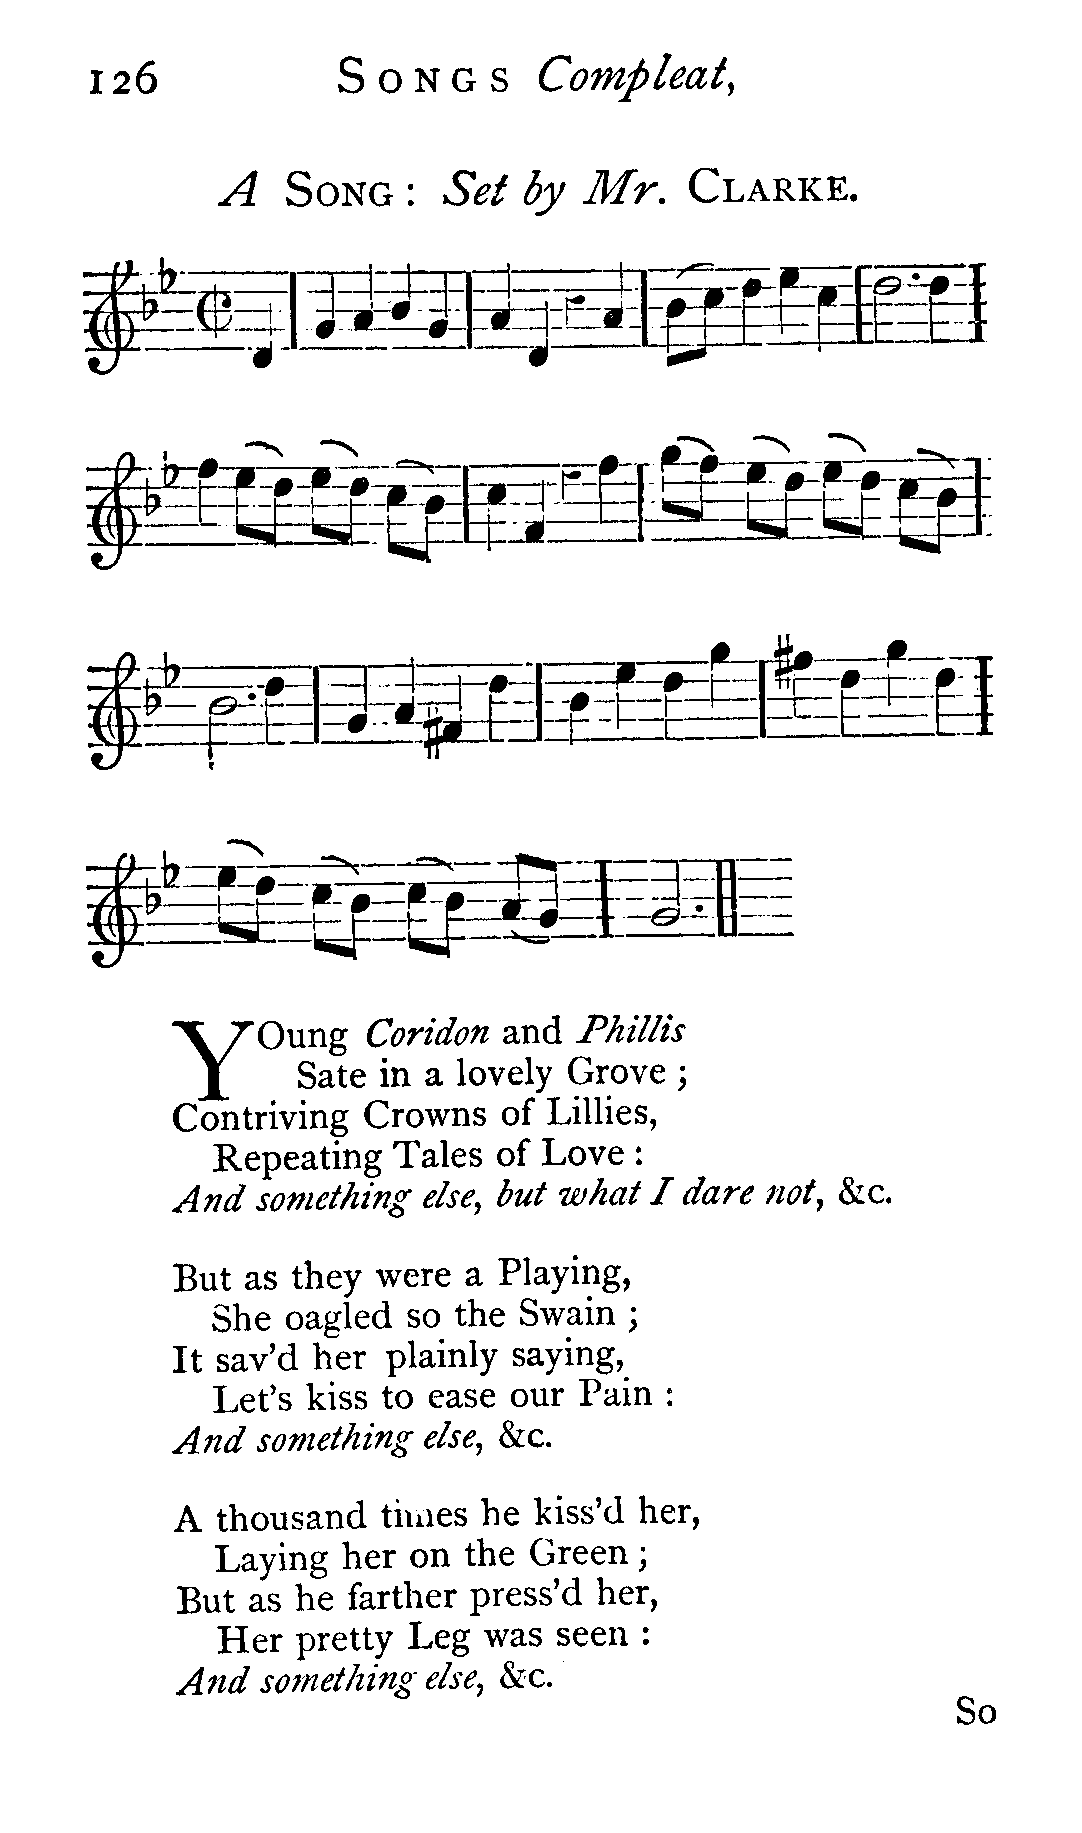 126 SONGS Compleat,
A SONG: Set by Mr. CLARKE.
YOung Coridon and Phillis
Sate in a lovely Grove ;
Contriving Crowns of Lillies,
Repeating Tales of Love :
And something else, but what I dare not, &c.
But as they were a Playing,
She oagled so the Swain ;
It sav'd her plainly saying,
Let's kiss to ease our Pain :
And something else, &c.
A thousand times he kiss'd her,
Laying her on the Green ;
But as he farther press'd her,
Her pretty Leg was seen :
And something else, &c.
So